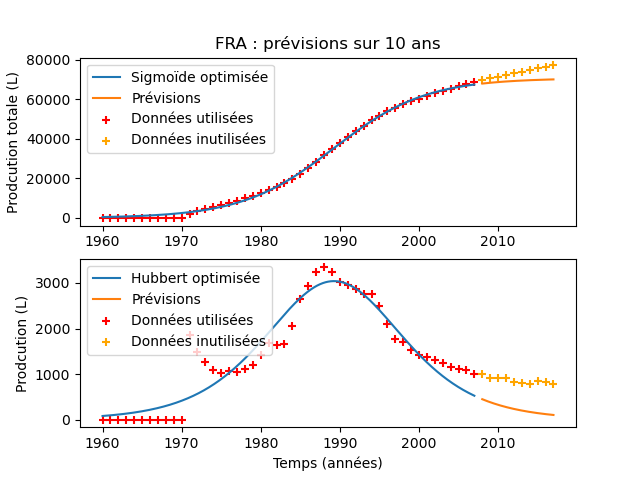 FRA : prévisions sur 10 ans
Prodcution totale (L)
80000
60000
40000
20000
0
Sigmoïde optimisée
Prévisions
Données utilisées
Données inutilisées
1960 1970 1980 1990 2000 2010
Prodcution (L)
3000
2000
1000
0
Hubbert optimisée
Prévisions
Données utilisées
Données inutilisées
1960 1970 1980 1990 2000 2010
Temps (années)